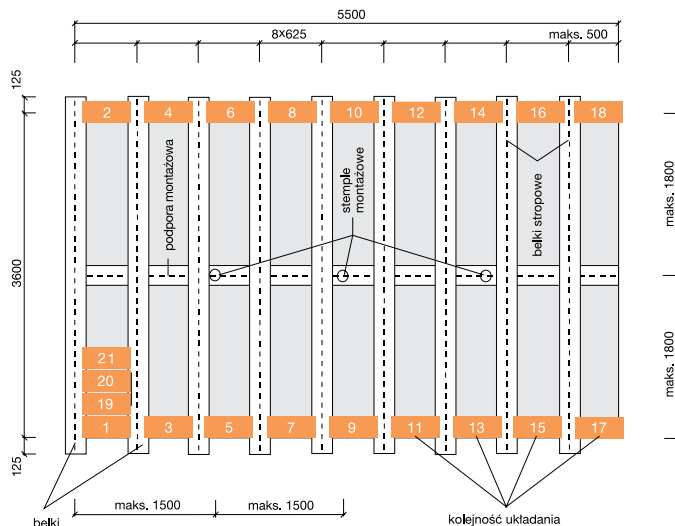 5500
8x625
maks. 500
125
2
4
6
8
10
12
14
16
18
podpora montażowa
stemple
montażowe
belki stropowe
maks. 1800
3600
maks. 1800
21
20
19
1
3
5
7
9
11
13
15
17
125
maks. 1500
maks. 1500
belki
kolejność układania